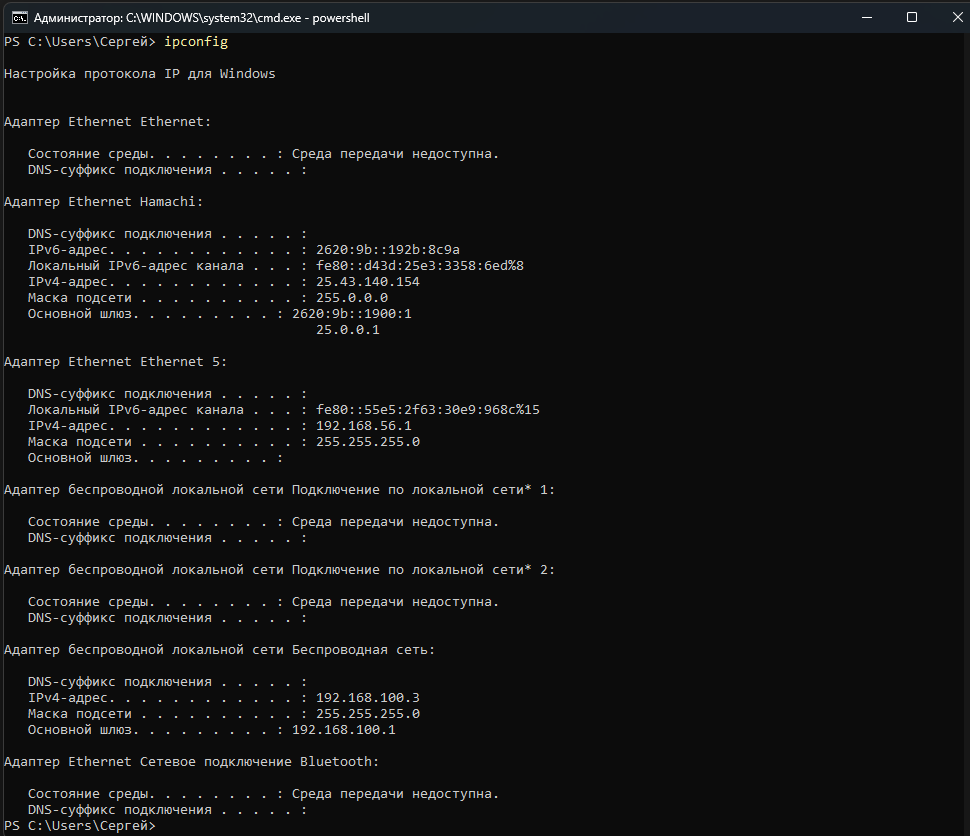 Администратор: C:\WINDOWS\system32\cmd.exe - powershell
PS C:\Users\Сергей> ipconfig
Настройка протокола IP для Windows
Адаптер Ethernet Ethernet:
Состояние среды. . . . . . . . : Среда передачи недоступна.
DNS-суффикс подключения . . . . . :
Адаптер Ethernet Hamachi:
DNS-суффикс подключения . . . . . :
IPv6-адрес. . . . . . . . . . . . : 2620:9b::192b:8c9a
Локальный IPv6-адрес канала . . . : fe80::d43d:25e3:3358:6ed%8
IPv4-адрес. . . . . . . . . . . . : 25.43.140.154
Маска подсети . . . . . . . . . . : 255.0.0.0
Основной шлюз. . . . . . . . . : 2620:9b::1900:1
25.0.0.1
Адаптер Ethernet Ethernet 5:
DNS-суффикс подключения . . . . . :
Локальный IPv6-адрес канала . . . : fe80::55e5:2f63:30e9:968c%15
IPv4-адрес. . . . . . . . . . . . : 192.168.56.1
Маска подсети . . . . . . . . . . : 255.255.255.0
Основной шлюз. . . . . . . . . :
Адаптер беспроводной локальной сети Подключение по локальной сети* 1:
Состояние среды. . . . . . . . : Среда передачи недоступна.
DNS-суффикс подключения . . . . . :
Адаптер беспроводной локальной сети Подключение по локальной сети* 2:
Состояние среды. . . . . . . . : Среда передачи недоступна.
DNS-суффикс подключения . . . . . :
Адаптер беспроводной локальной сети Беспроводная сеть:
DNS-суффикс подключения . . . . . :
IPv4-адрес. . . . . . . . . . . . : 192.168.100.3
Маска подсети . . . . . . . . . . : 255.255.255.0
Основной шлюз. . . . . . . . . : 192.168.100.1
Адаптер Ethernet Сетевое подключение Bluetooth:
Состояние среды. . . . . . . . : Среда передачи недоступна.
DNS-суффикс подключения . . . . . :
PS C:\Users\Сергей>